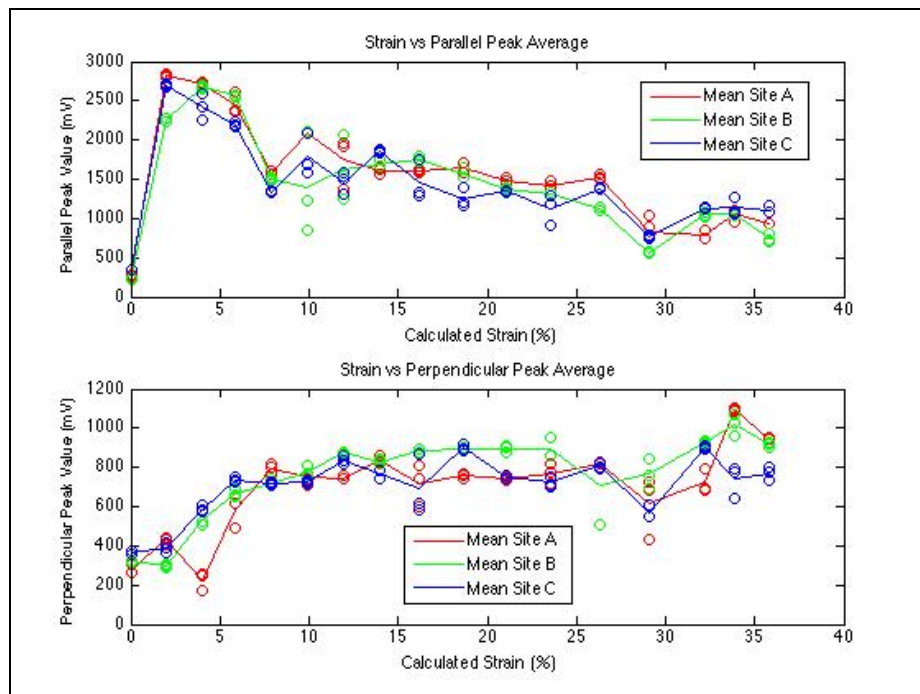 Strain vs Parallel Peak Average
Parallel Peak Value (mV)
3000
2500
2000
1500
1000
500
0
Mean Site A
Mean Site B
Mean Site C
0 5 10 15 20 25 30 35 40
Calculated Strain (%)
Strain vs Perpendicular Peak Average
Perpendicular Peak Value (mV)
1200
1000
800
600
400
200
0
Mean Site A
Mean Site B
Mean Site C
0 5 10 15 20 25 30 35 40
Calculated Strain (%)